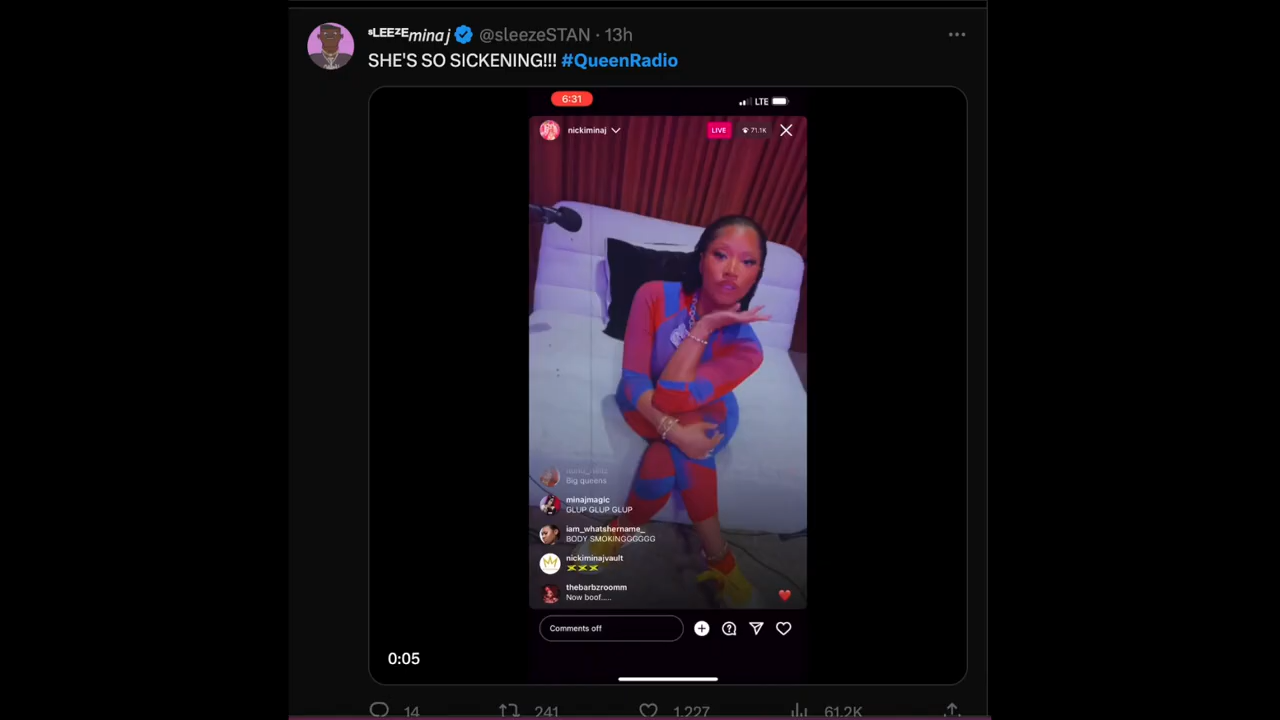 sLEEZEminaj @sleezeSTAN · 13h
SHE'S SO SICKENING!!! #QueenRadio
6:31 LTE
nickiminaj LIVE 71.1K
Big queens
minajmagic
GLUP GLUP GLUP
iam_whatshername_
BODY SMOKINGGGGGG
nickiminajvault
thebarbzroomm
Now boof.....
Comments off
0:05
14 241 1,227 61.2K